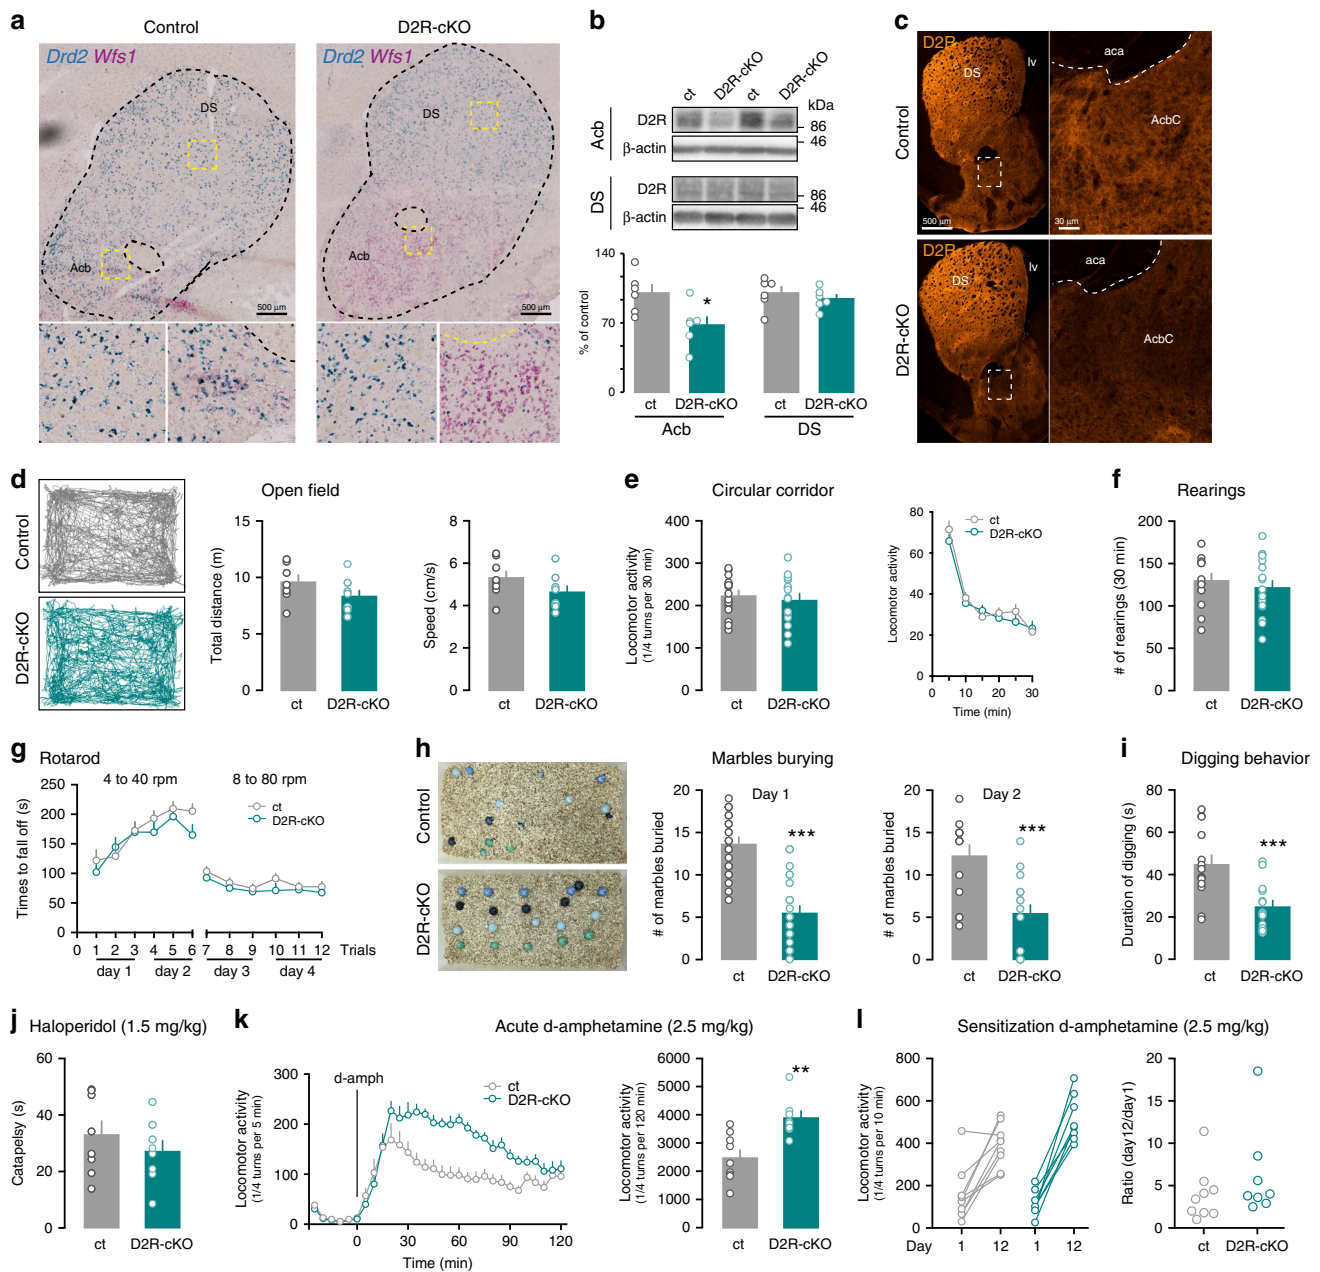 a
Control
D2R-cKO
Drd2 Wfs1
DS
Acb
500 µm
Drd2 Wfs1
DS
Acb
500 µm
b
ct D2R-cKO ct D2R-cKO
kDa
Acb
D2R
86
β-actin
46
DS
D2R
86
β-actin
46
% of control
140
70
0
ct D2R-cKO ct D2R-cKO
Acb DS
c
Control
D2R
DS
lv
500 µm
aca
AcbC
30 µm
D2R-cKO
D2R
DS
lv
aca
AcbC
d
Control
D2R-cKO
Open field
Total distance (m)
15
10
5
0
ct D2R-cKO
Speed (cm/s)
8
6
4
2
0
ct D2R-cKO
e
Circular corridor
Locomotor activity
(1/4 turns per 30 min)
400
300
200
100
0
ct D2R-cKO
Locomotor activity
80
60
40
20
0
ct
D2R-cKO
0 10 20 30
Time (min)
f
Rearings
# of rearings (30 min)
200
150
100
50
0
ct D2R-cKO
g
Rotarod
4 to 40 rpm 8 to 80 rpm
Times to fall off (s)
250
200
150
100
50
0
ct
D2R-cKO
0 1 2 3 4 5 6 7 8 9 10 11 12 Trials
day 1 day 2 day 3 day 4
h
Control
D2R-cKO
Marbles burying
# of marbles buried
20
15
10
5
0
Day 1
***
ct D2R-cKO
# of marbles buried
20
15
10
5
0
Day 2
***
ct D2R-cKO
i
Digging behavior
Duration of digging (s)
80
60
40
20
0
***
ct D2R-cKO
j
Haloperidol (1.5 mg/kg)
Catapelsy (s)
60
40
20
0
ct D2R-cKO
k
Acute d-amphetamine (2.5 mg/kg)
Locomotor activity
(1/4 turns per 5 min)
300
200
100
0
d-amph
ct
D2R-cKO
0 30 60 90 120
Time (min)
Locomotor activity
(1/4 turns per 120 min)
6000
5000
4000
3000
2000
1000
0
**
ct D2R-cKO
l
Sensitization d-amphetamine (2.5 mg/kg)
Locomotor activity
(1/4 turns per 10 min)
800
600
400
200
0
Day 1 12 1 12
Ratio (day12/day1)
20
15
10
5
0
ct D2R-cKO